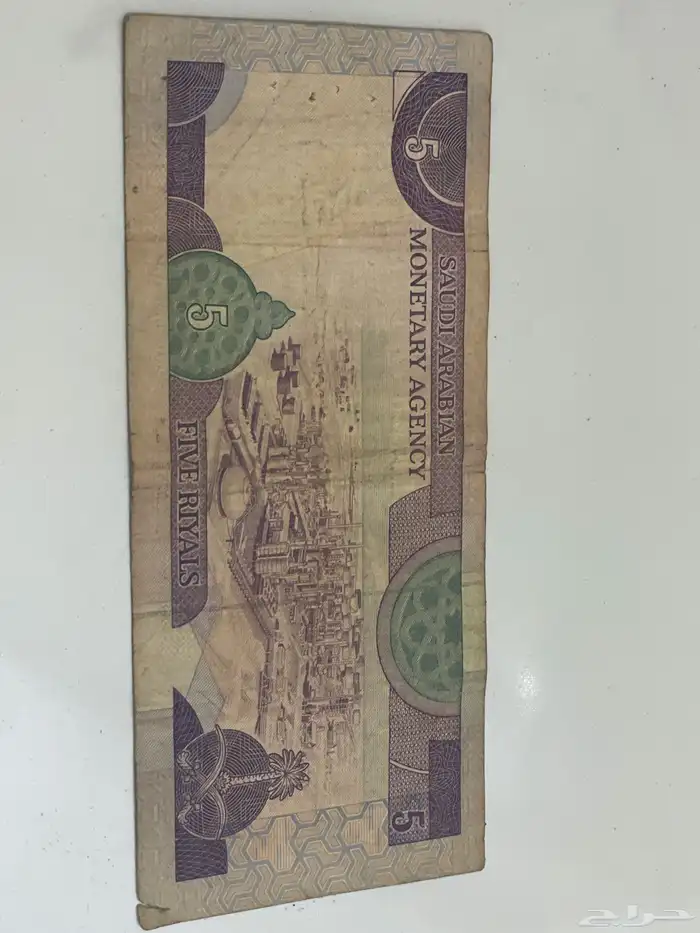 5
SAUDI ARABIAN
MONETARY AGENCY
5
FIVE RIYALS
5
حراج